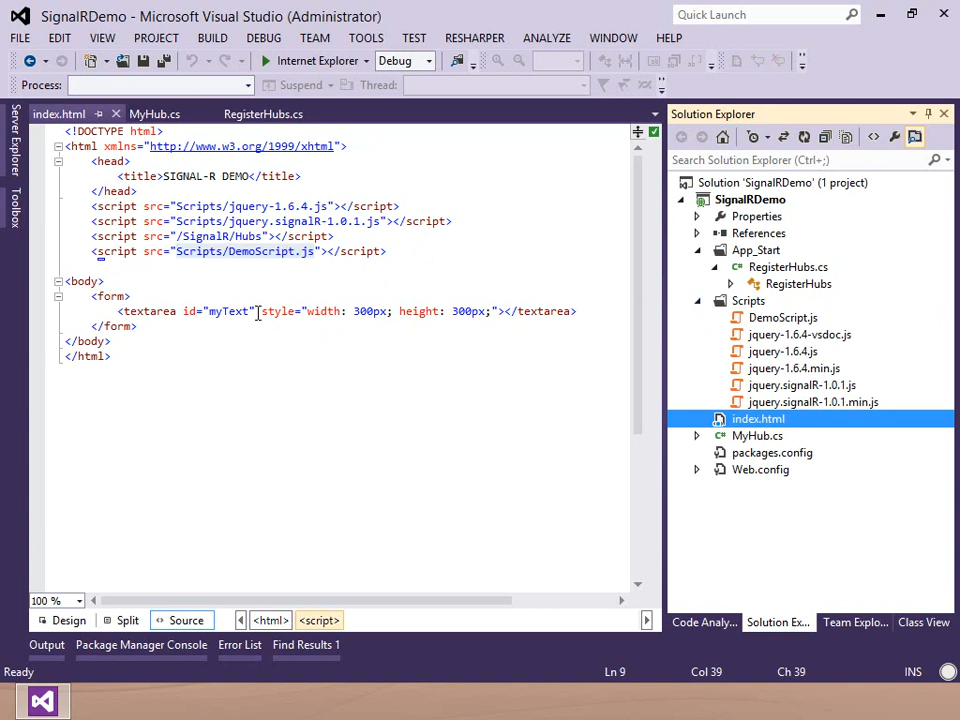 SignalRDemo - Microsoft Visual Studio (Administrator)
Quick Launch
FILE EDIT VIEW PROJECT BUILD DEBUG TEAM TOOLS TEST RESHARPER ANALYZE WINDOW HELP
Internet Explorer Debug
Process: Suspend Thread:
Server Explorer
Toolbox
index.html MyHub.cs RegisterHubs.cs
<!DOCTYPE html>
<html xmlns="http://www.w3.org/1999/xhtml">
<head>
<title>SIGNAL-R DEMO</title>
</head>
<script src="Scripts/jquery-1.6.4.js"></script>
<script src="Scripts/jquery.signalR-1.0.1.js"></script>
<script src="/SignalR/Hubs"></script>
<script src="Scripts/DemoScript.js"></script>
<body>
<form>
<textarea id="myText" style="width: 300px; height: 300px;"></textarea>
</form>
</body>
</html>
100 %
Design Split Source <html> <script>
Solution Explorer
Search Solution Explorer (Ctrl+;)
Solution 'SignalRDemo' (1 project)
SignalRDemo
Properties
References
App_Start
RegisterHubs.cs
RegisterHubs
Scripts
DemoScript.js
jquery-1.6.4-vsdoc.js
jquery-1.6.4.js
jquery-1.6.4.min.js
jquery.signalR-1.0.1.js
jquery.signalR-1.0.1.min.js
index.html
MyHub.cs
packages.config
Web.config
Code Analy... Solution Ex... Team Explo... Class View
Output Package Manager Console Error List Find Results 1
Ready Ln 9 Col 39 Ch 39 INS